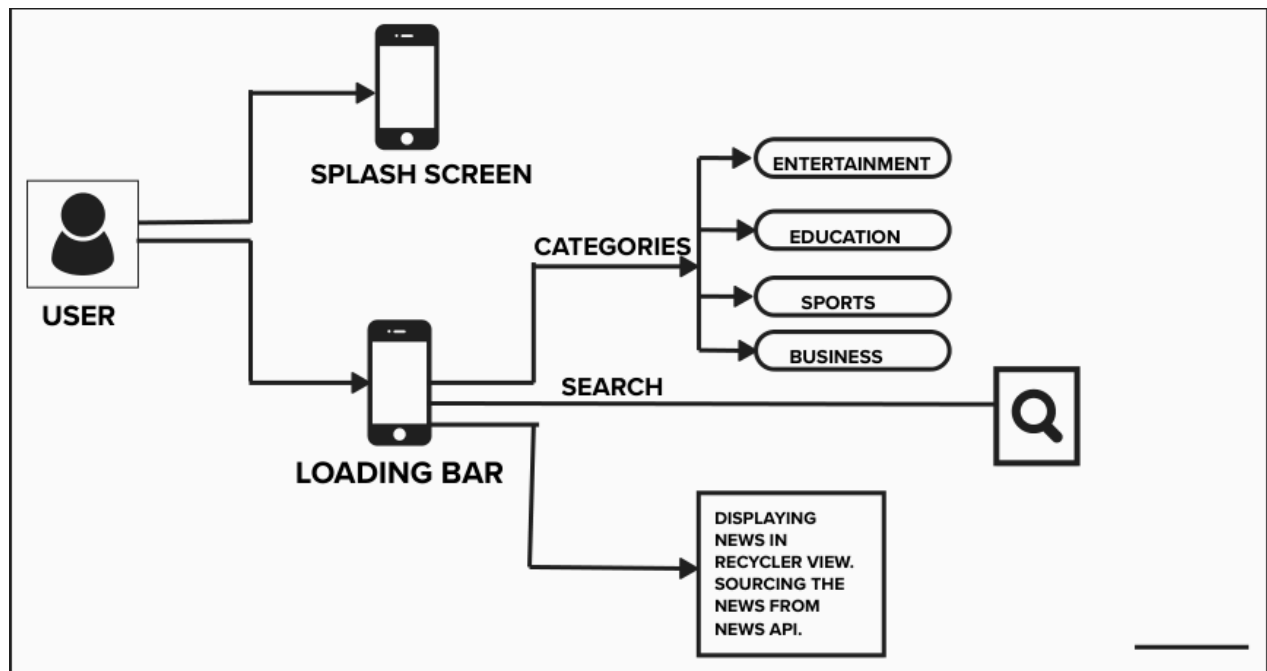 SPLASH SCREEN
USER
CATEGORIES
ENTERTAINMENT
EDUCATION
SPORTS
BUSINESS
SEARCH
LOADING BAR
DISPLAYING
NEWS IN
RECYCLER VIEW.
SOURCING THE
NEWS FROM
NEWS API.